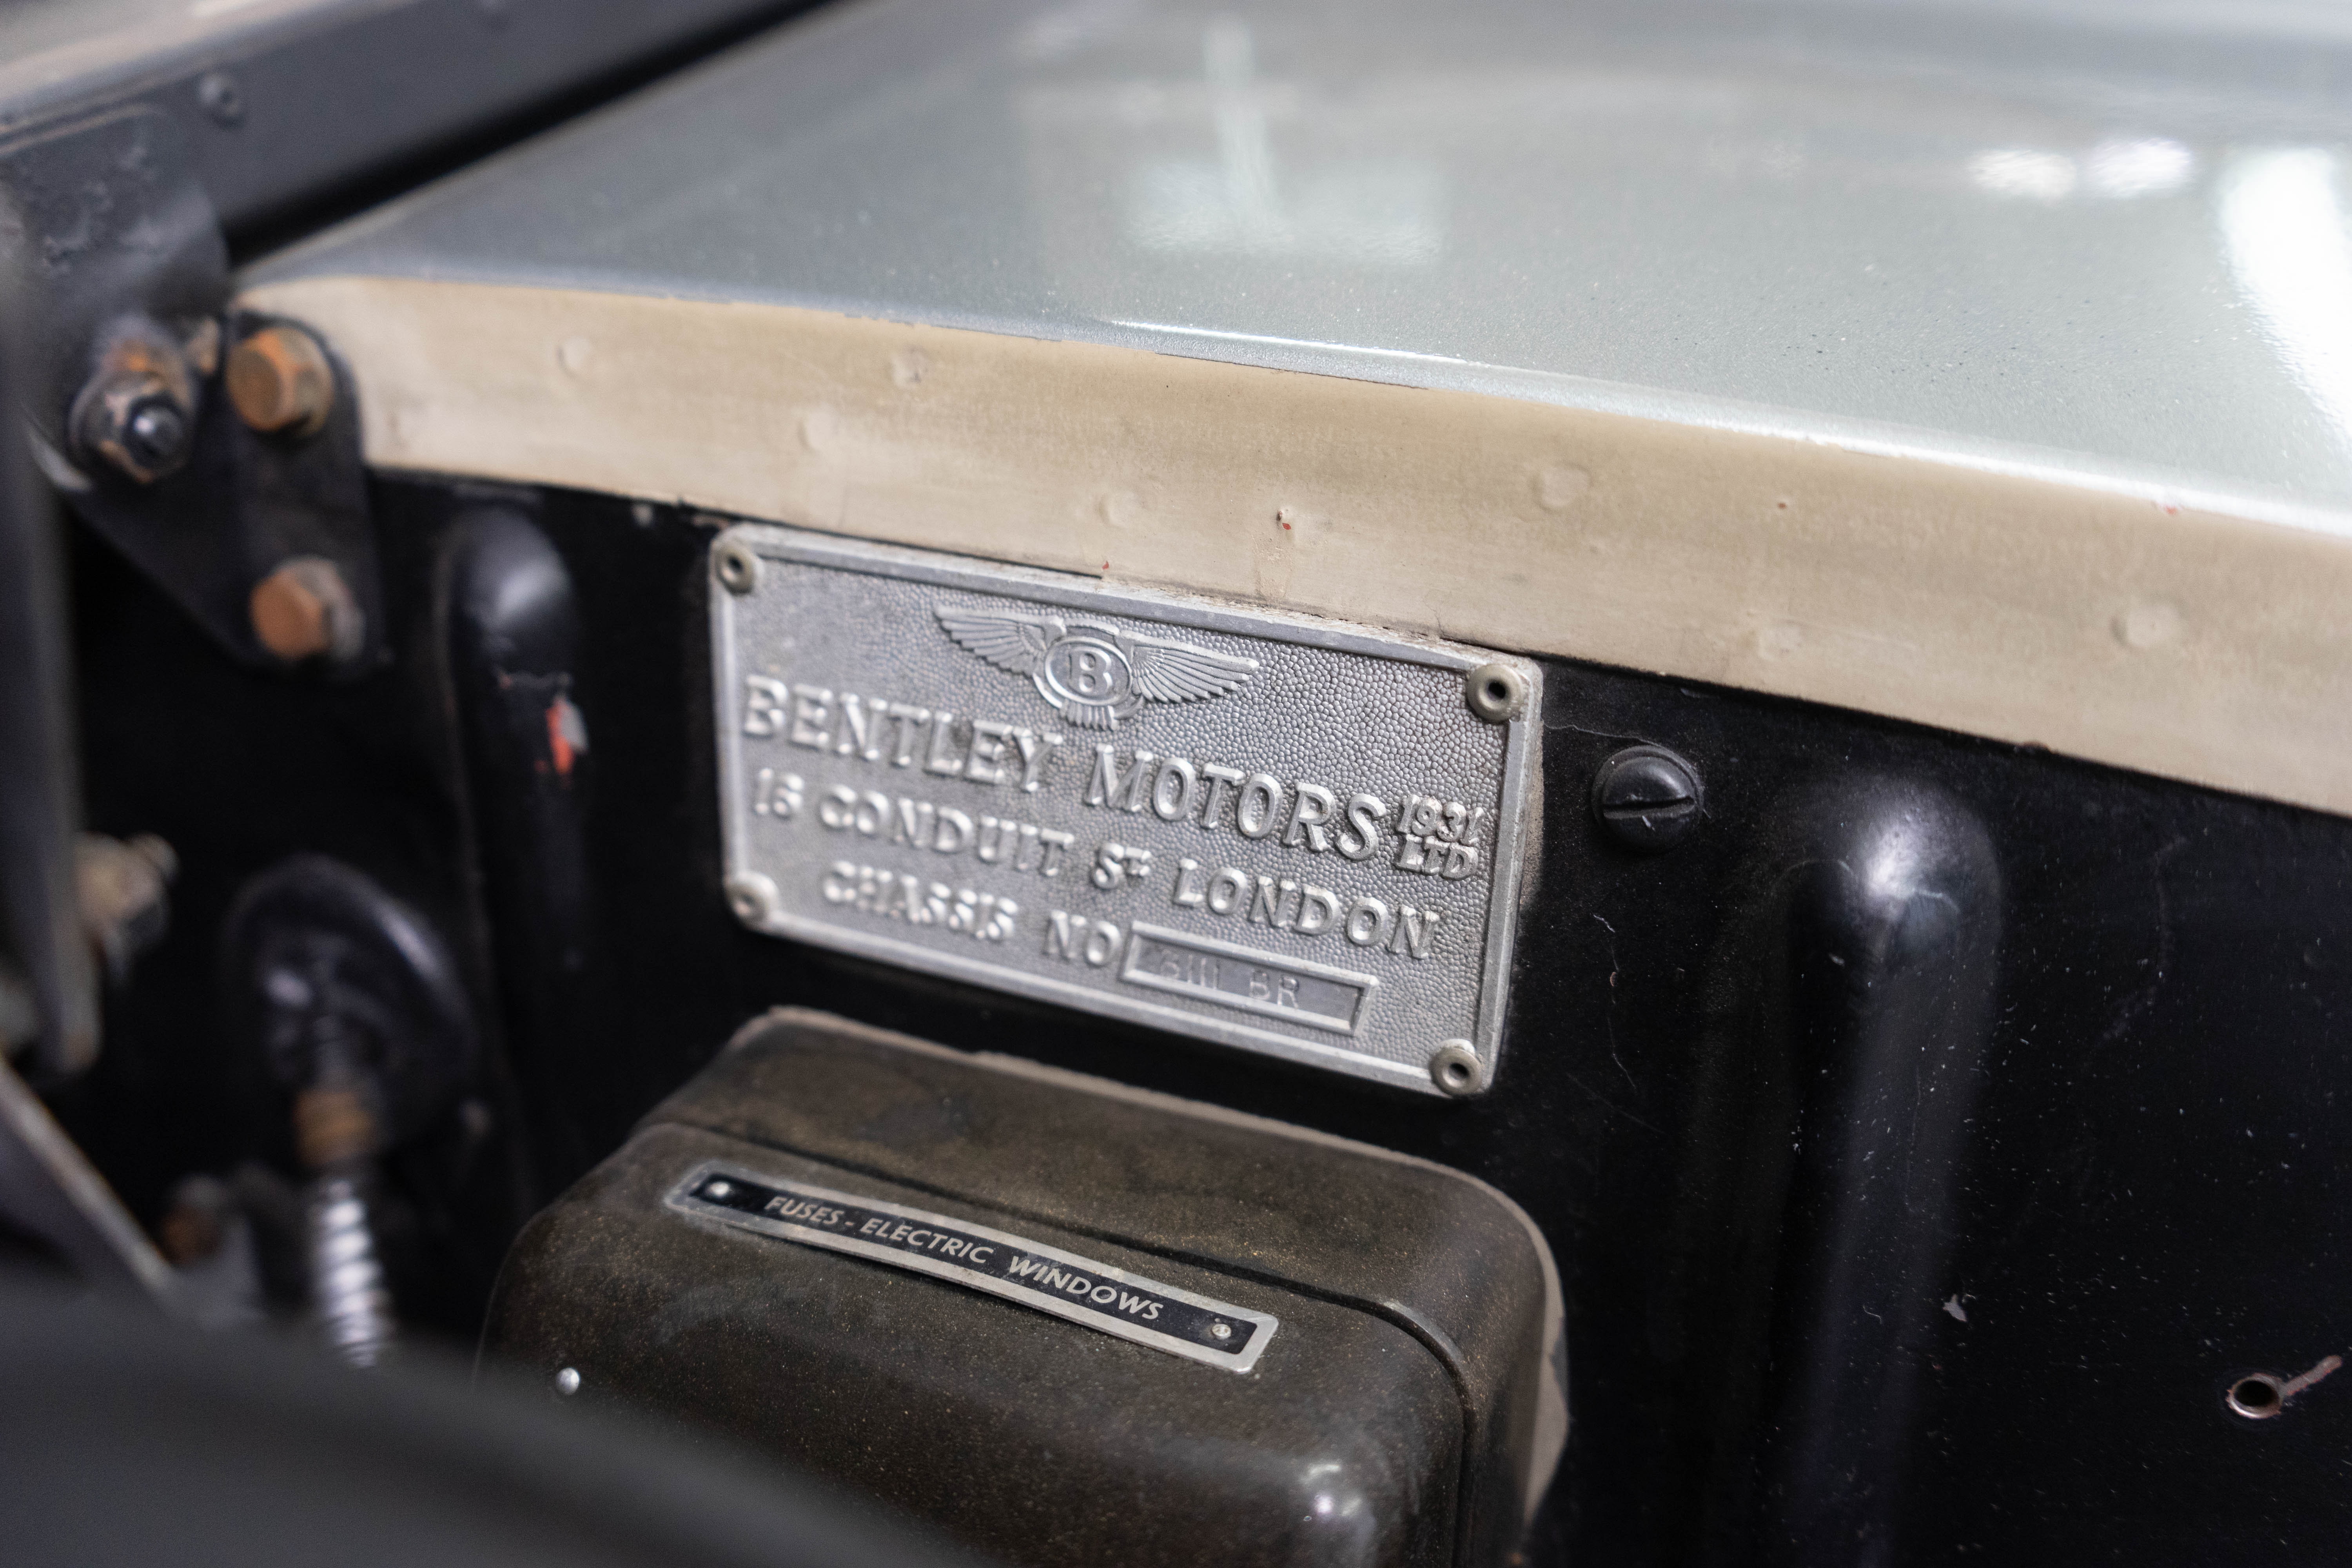 B
BENTLEY MOTORS 1931 LTD
16 CONDUIT ST LONDON
CHASSIS NO
FUSES - ELECTRIC WINDOWS